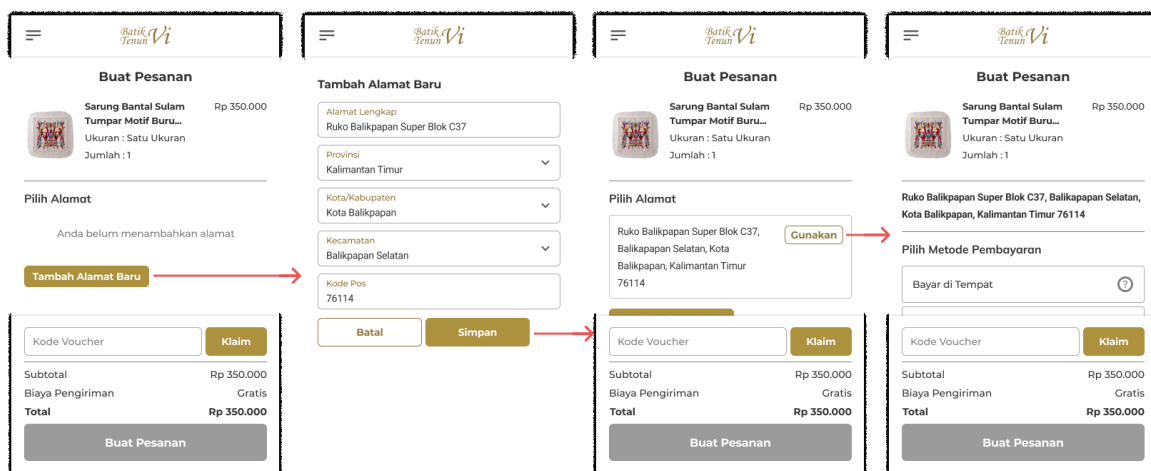 Batik
Tenun Vi
Buat Pesanan
Sarung Bantal Sulam
Tumpar Motif Buru...
Rp 350.000
Ukuran : Satu Ukuran
Jumlah : 1
Pilih Alamat
Anda belum menambahkan alamat
Tambah Alamat Baru
Kode Voucher
Klaim
Subtotal Rp 350.000
Biaya Pengiriman Gratis
Total Rp 350.000
Buat Pesanan
Batik
Tenun Vi
Tambah Alamat Baru
Alamat Lengkap
Ruko Balikpapan Super Blok C37
Provinsi
Kalimantan Timur
Kota/Kabupaten
Kota Balikpapan
Kecamatan
Balikpapan Selatan
Kode Pos
76114
Batal
Simpan
Batik
Tenun Vi
Buat Pesanan
Sarung Bantal Sulam
Tumpar Motif Buru...
Rp 350.000
Ukuran : Satu Ukuran
Jumlah : 1
Pilih Alamat
Ruko Balikpapan Super Blok C37,
Balikapapan Selatan, Kota
Balikpapan, Kalimantan Timur
76114
Gunakan
Kode Voucher
Klaim
Subtotal Rp 350.000
Biaya Pengiriman Gratis
Total Rp 350.000
Buat Pesanan
Batik
Tenun Vi
Buat Pesanan
Sarung Bantal Sulam
Tumpar Motif Buru...
Rp 350.000
Ukuran : Satu Ukuran
Jumlah : 1
Ruko Balikpapan Super Blok C37, Balikapapan Selatan,
Kota Balikpapan, Kalimantan Timur 76114
Pilih Metode Pembayaran
Bayar di Tempat ?
Kode Voucher
Klaim
Subtotal Rp 350.000
Biaya Pengiriman Gratis
Total Rp 350.000
Buat Pesanan